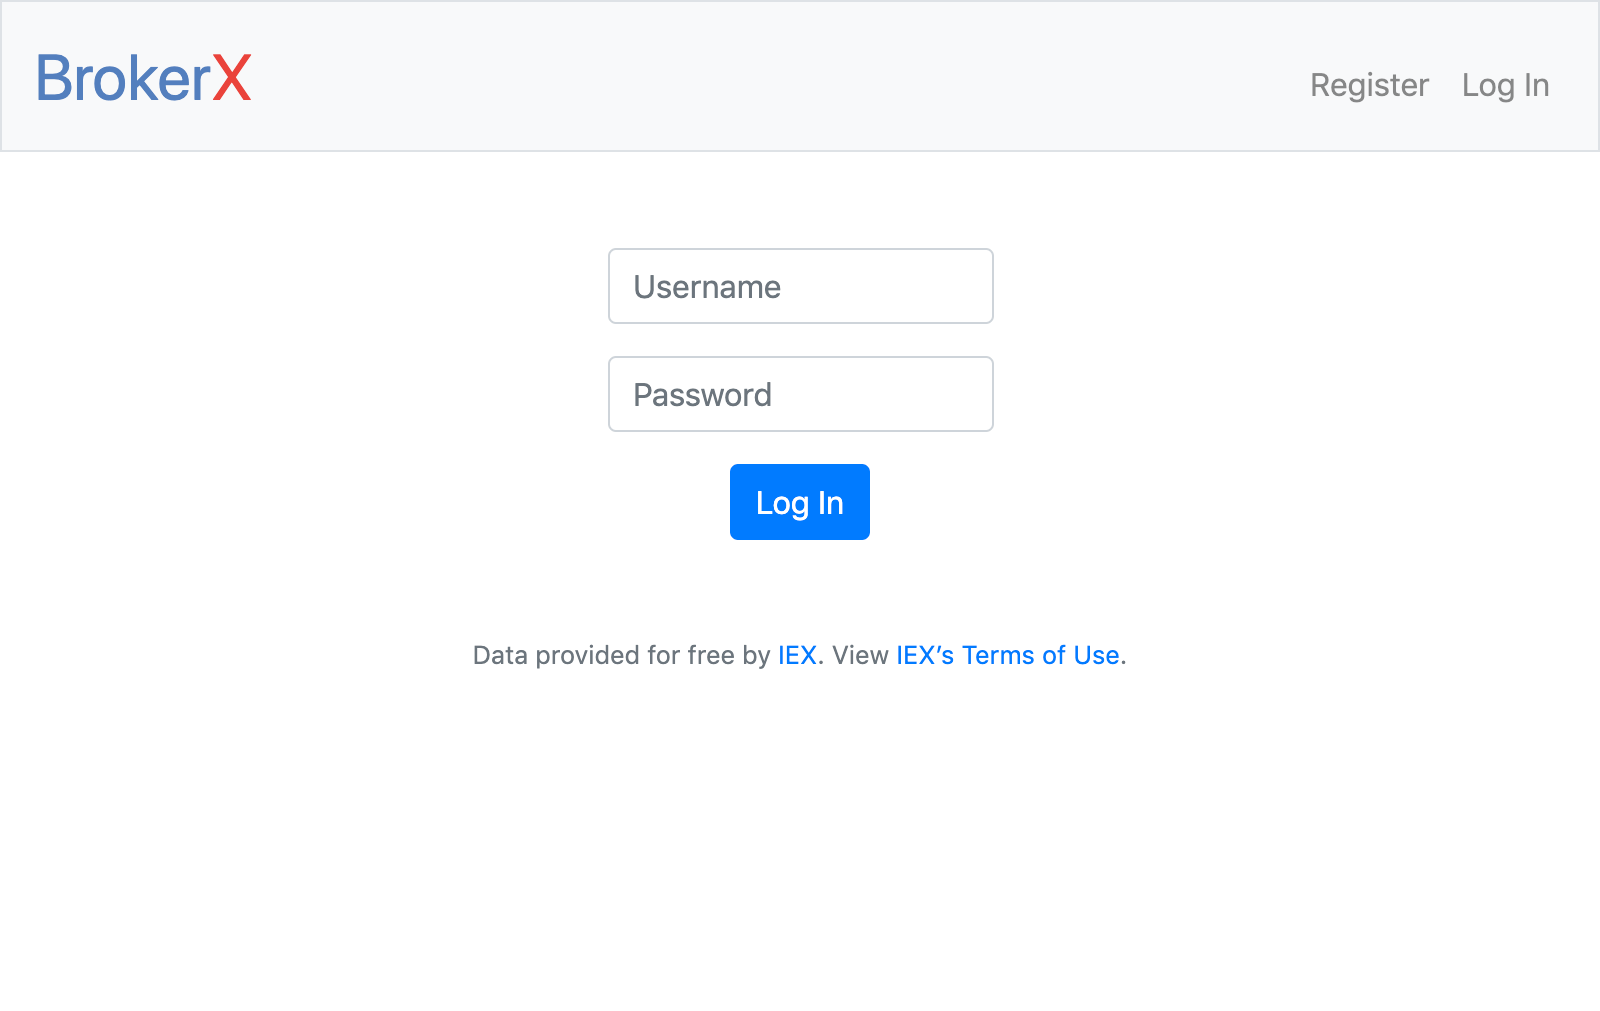 BrokerX
Register Log In
Username
Password
Log In
Data provided for free by IEX. View IEX’s Terms of Use.